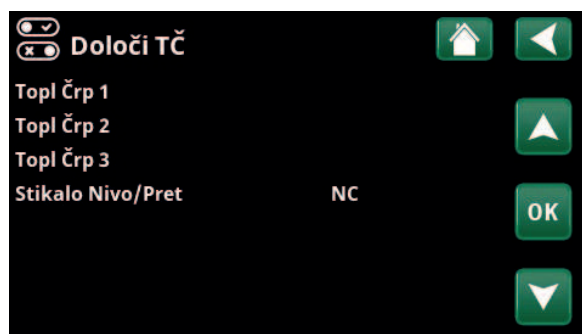 Določi TČ
Topl Črp 1
Topl Črp 2
Topl Črp 3
Stikalo Nivo/Pret NC
OK